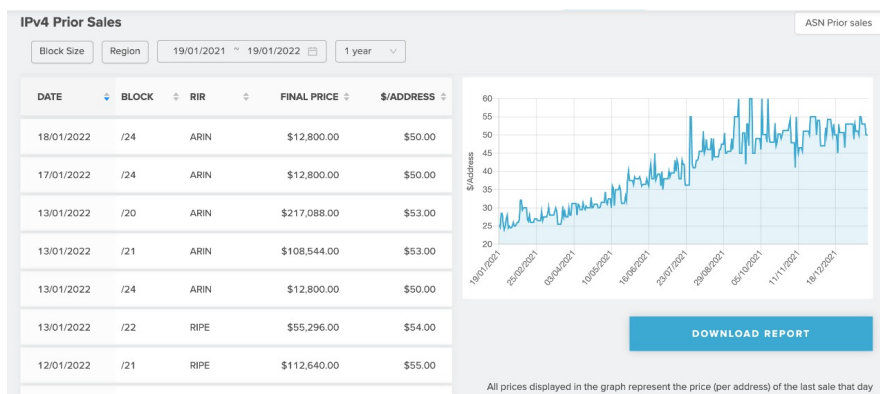 IPv4 Prior Sales
ASN Prior sales
Block Size Region 19/01/2021 ~ 19/01/2022 1 year
DATE BLOCK RIR FINAL PRICE $/ADDRESS
18/01/2022 /24 ARIN $12,800.00 $50.00
17/01/2022 /24 ARIN $12,800.00 $50.00
13/01/2022 /20 ARIN $217,088.00 $53.00
13/01/2022 /21 ARIN $108,544.00 $53.00
13/01/2022 /24 ARIN $12,800.00 $50.00
13/01/2022 /22 RIPE $55,296.00 $54.00
12/01/2022 /21 RIPE $112,640.00 $55.00
$/Address
60
55
50
45
40
35
30
25
20
19/01/2021 25/02/2021 03/04/2021 10/05/2021 16/06/2021 23/07/2021 29/08/2021 05/10/2021 11/11/2021 18/12/2021
DOWNLOAD REPORT
All prices displayed in the graph represent the price (per address) of the last sale that day